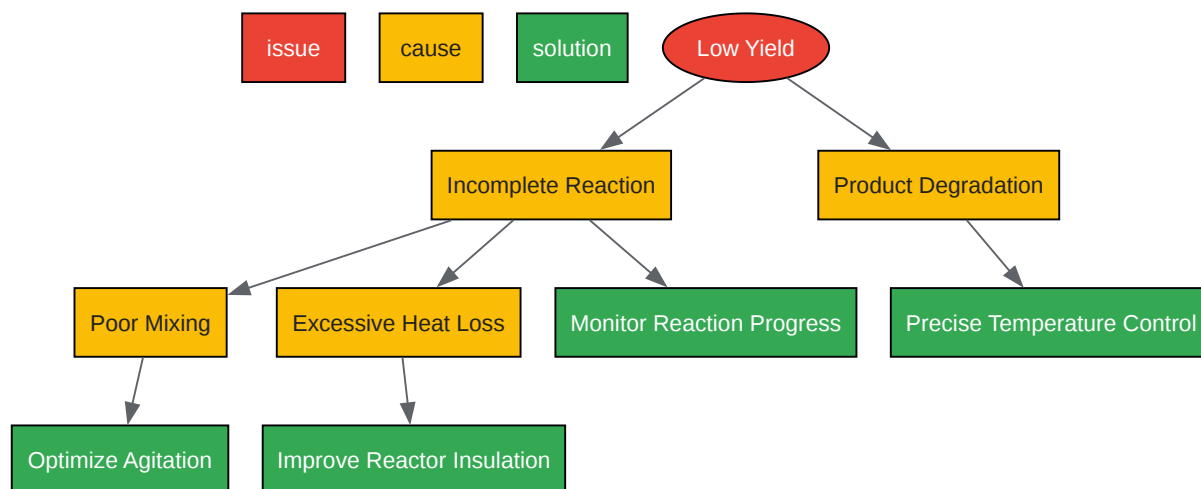 issue
cause
solution
Low Yield
Incomplete Reaction
Product Degradation
Poor Mixing
Excessive Heat Loss
Monitor Reaction Progress
Precise Temperature Control
Optimize Agitation
Improve Reactor Insulation